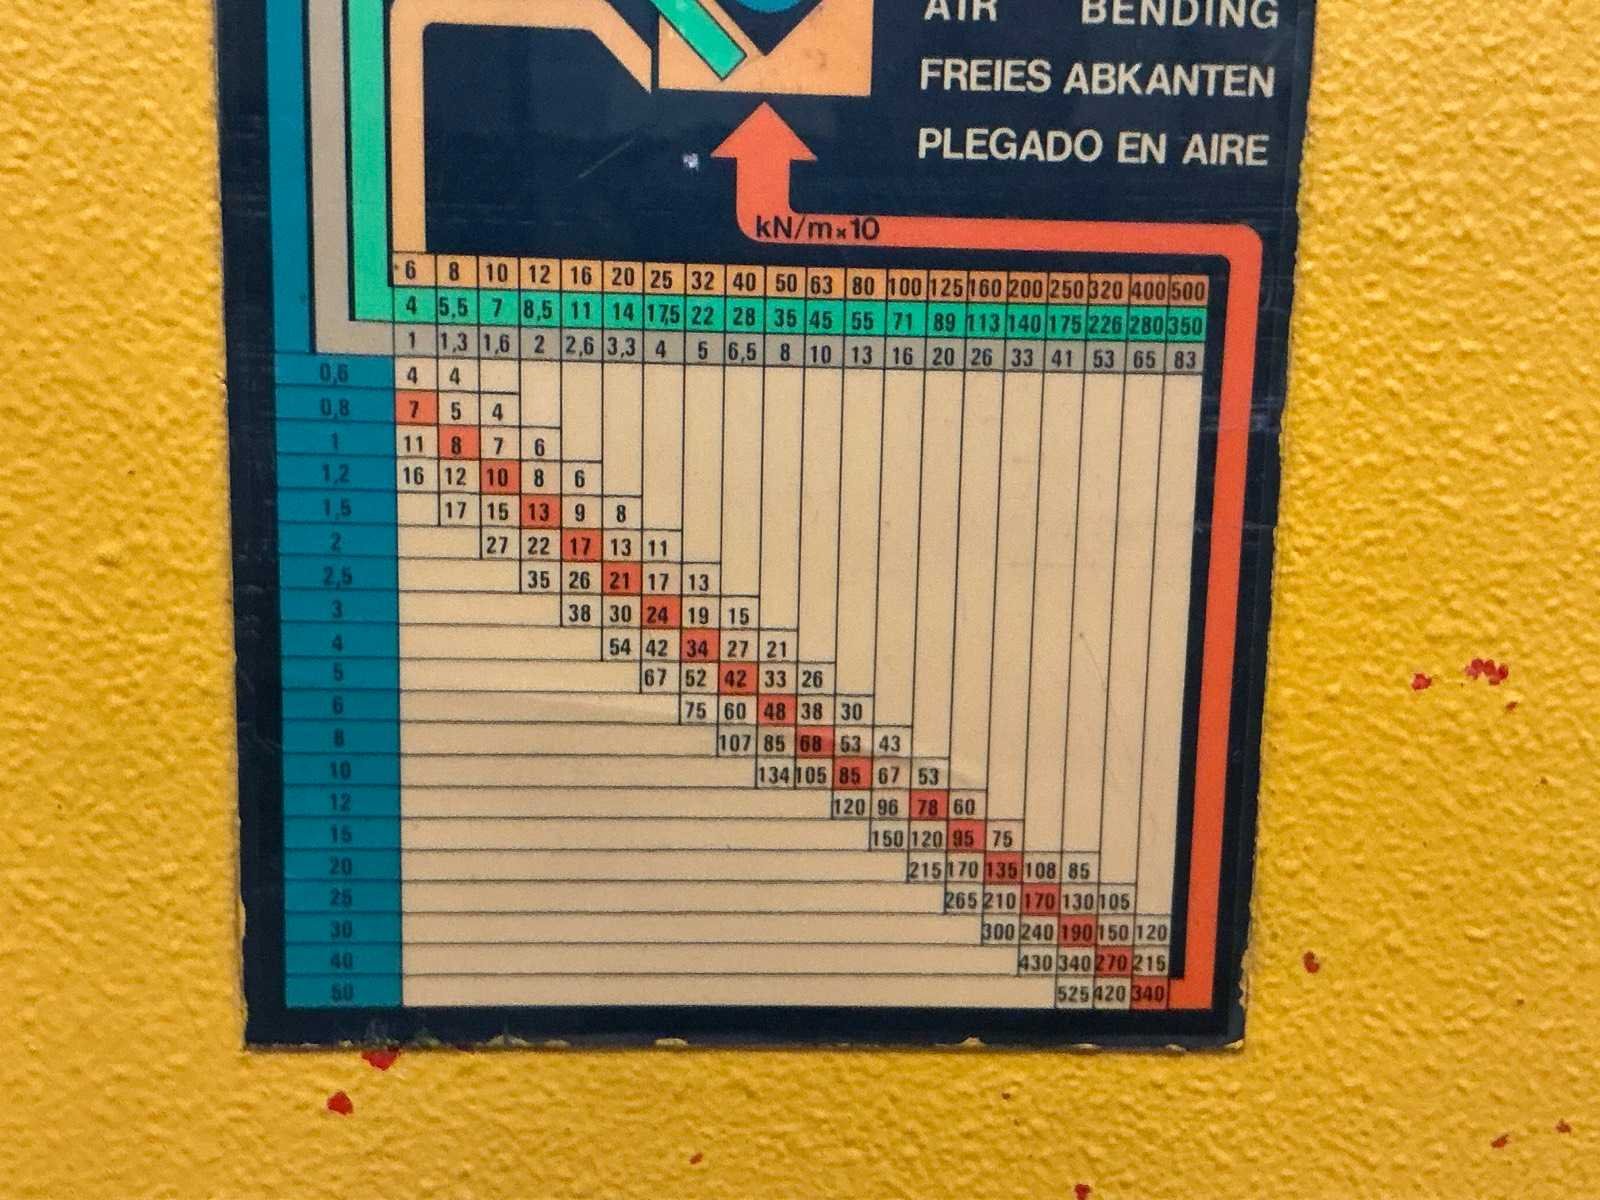 AIR BENDING
FREIES ABKANTEN
PLEGADO EN AIRE
kN/m x 10
6 8 10 12 16 20 25 32 40 50 63 80 100 125 160 200 250 320 400 500
4 5,5 7 8,5 11 14 17,5 22 28 35 45 55 71 89 113 140 175 226 280 350
1 1,3 1,6 2 2,6 3,3 4 5 6,5 8 10 13 16 20 26 33 41 53 65 83
0,6 4 4
0,8 7 5 4
1 11 8 7 6
1,2 16 12 10 8 6
1,5 17 15 13 9 8
2 27 22 17 13 11
2,5 35 26 21 17 13
3 38 30 24 19 15
4 54 42 34 27 21
5 67 52 42 33 26
6 75 60 48 38 30
8 107 85 68 53 43
10 134 105 85 67 53
12 120 96 78 60
15 150 120 95 75
20 215 170 135 108 85
25 265 210 170 130 105
30 300 240 190 150 120
40 430 340 270 215
50 525 420 340